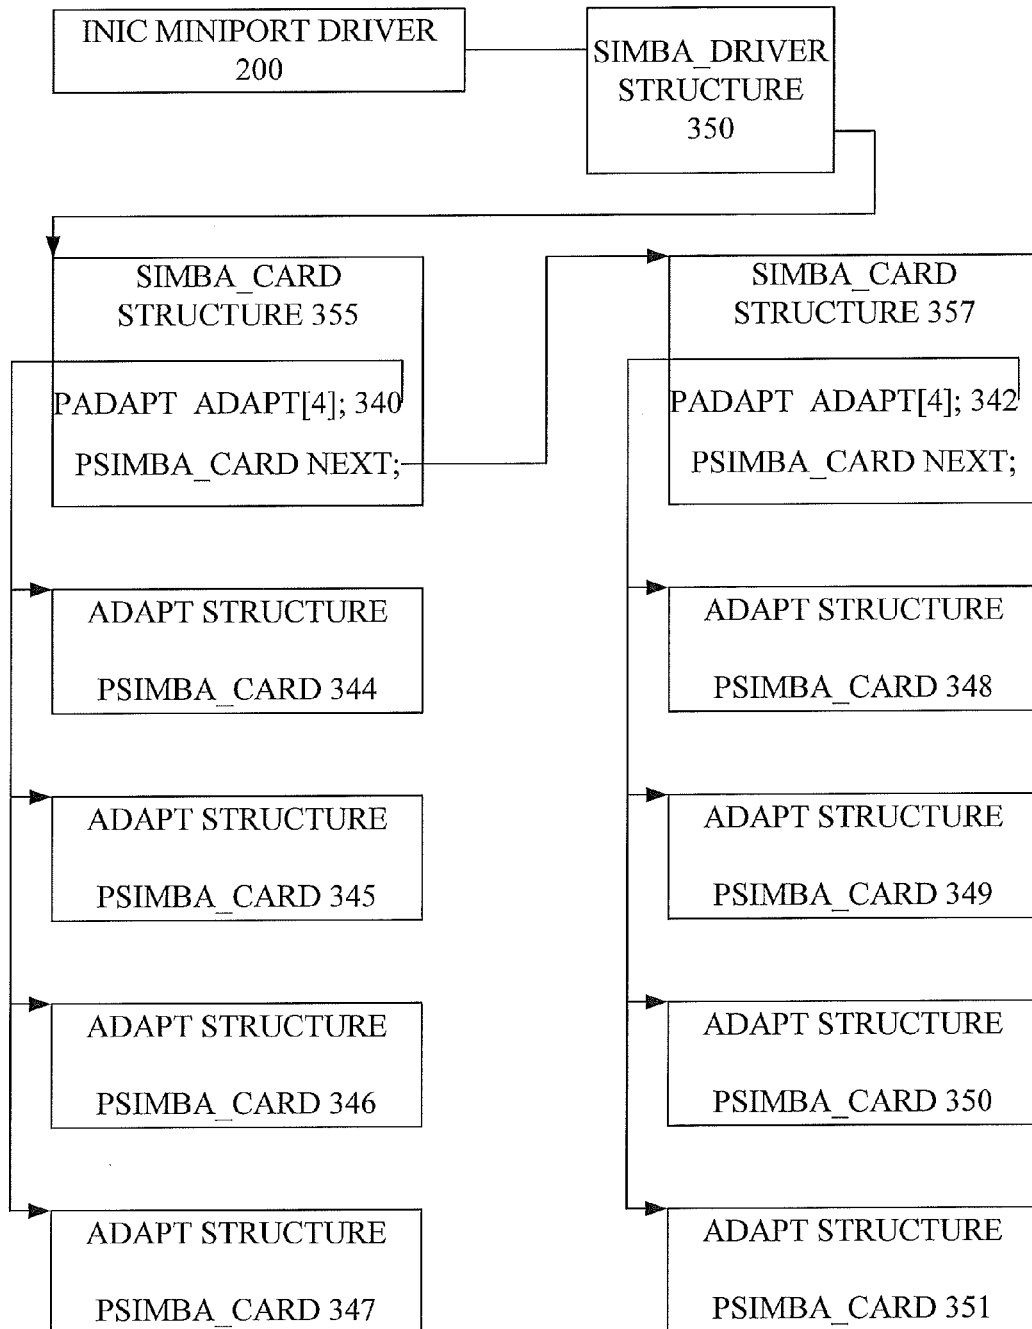 INIC MINIPORT DRIVER
200
SIMBA_DRIVER
STRUCTURE
350
SIMBA_CARD
STRUCTURE 355
PADAPT ADAPT[4]; 340
PSIMBA_CARD NEXT;
SIMBA_CARD
STRUCTURE 357
PADAPT ADAPT[4]; 342
PSIMBA_CARD NEXT;
ADAPT STRUCTURE
PSIMBA_CARD 344
ADAPT STRUCTURE
PSIMBA_CARD 348
ADAPT STRUCTURE
PSIMBA_CARD 345
ADAPT STRUCTURE
PSIMBA_CARD 349
ADAPT STRUCTURE
PSIMBA_CARD 346
ADAPT STRUCTURE
PSIMBA_CARD 350
ADAPT STRUCTURE
PSIMBA_CARD 347
ADAPT STRUCTURE
PSIMBA_CARD 351